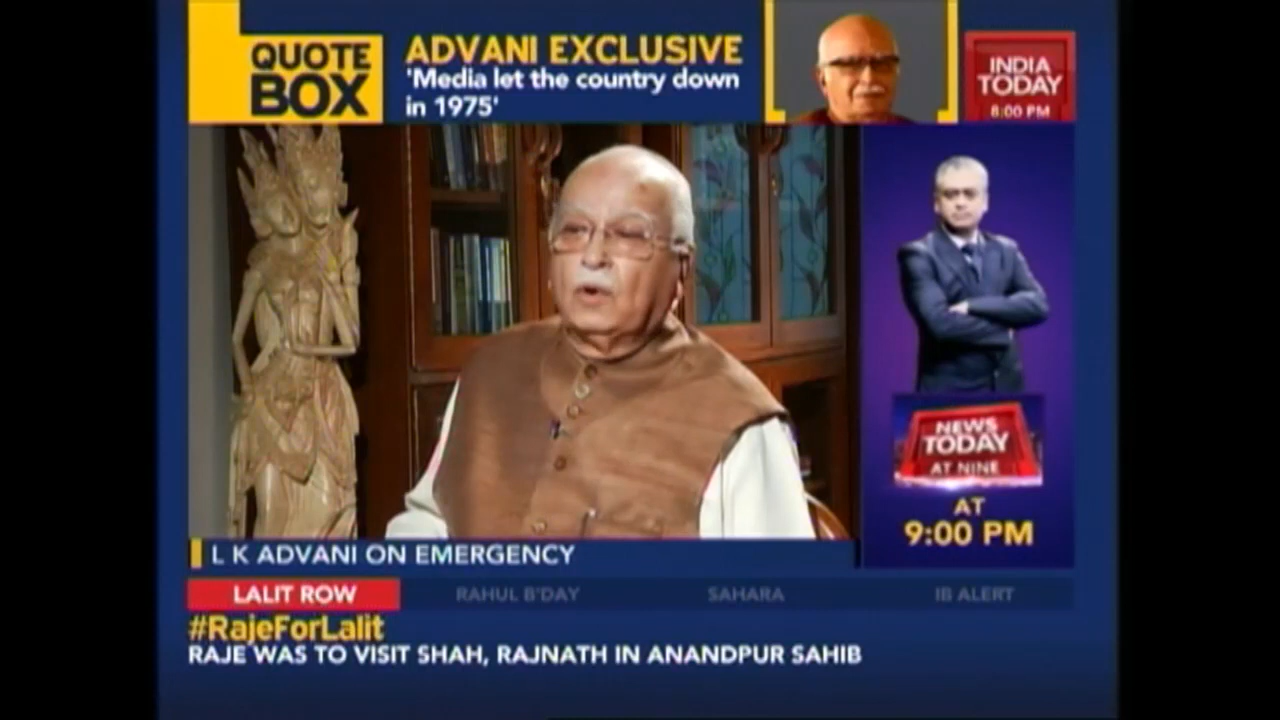 QUOTE
BOX
ADVANI EXCLUSIVE
'Media let the country down
in 1975'
INDIA
TODAY
8:00 PM
NEWS
TODAY
AT NINE
AT
9:00 PM
L K ADVANI ON EMERGENCY
LALIT ROW
RAHUL B'DAY
SAHARA
IB ALERT
#RajeForLalit
RAJE WAS TO VISIT SHAH, RAJNATH IN ANANDPUR SAHIB